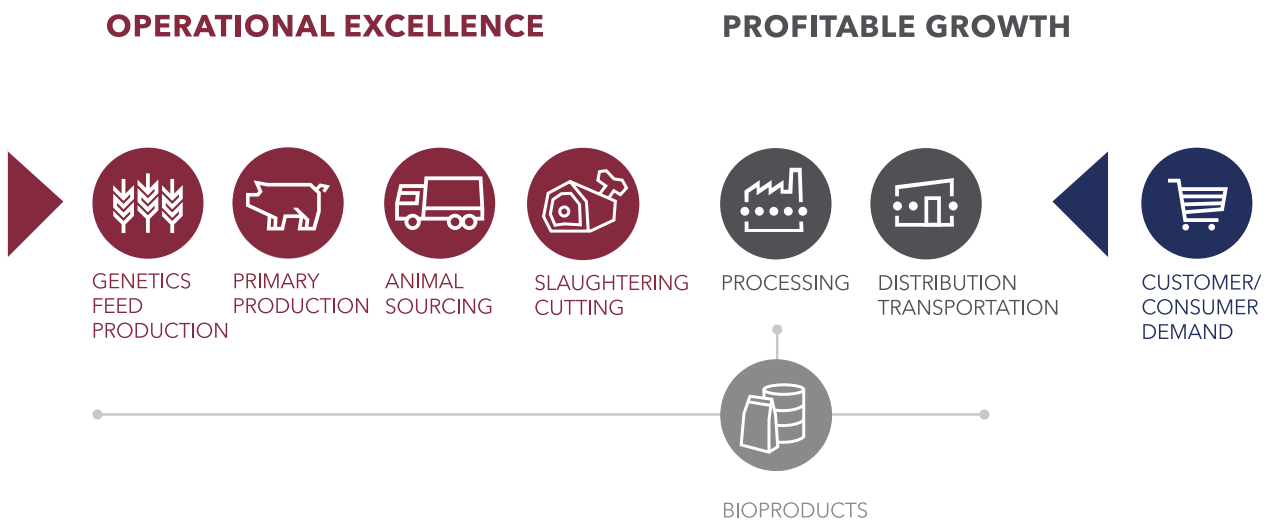 OPERATIONAL EXCELLENCE
PROFITABLE GROWTH
GENETICS
FEED
PRODUCTION
PRIMARY
PRODUCTION
ANIMAL
SOURCING
SLAUGHTERING
CUTTING
PROCESSING
DISTRIBUTION
TRANSPORTATION
CUSTOMER/
CONSUMER
DEMAND
BIOPRODUCTS